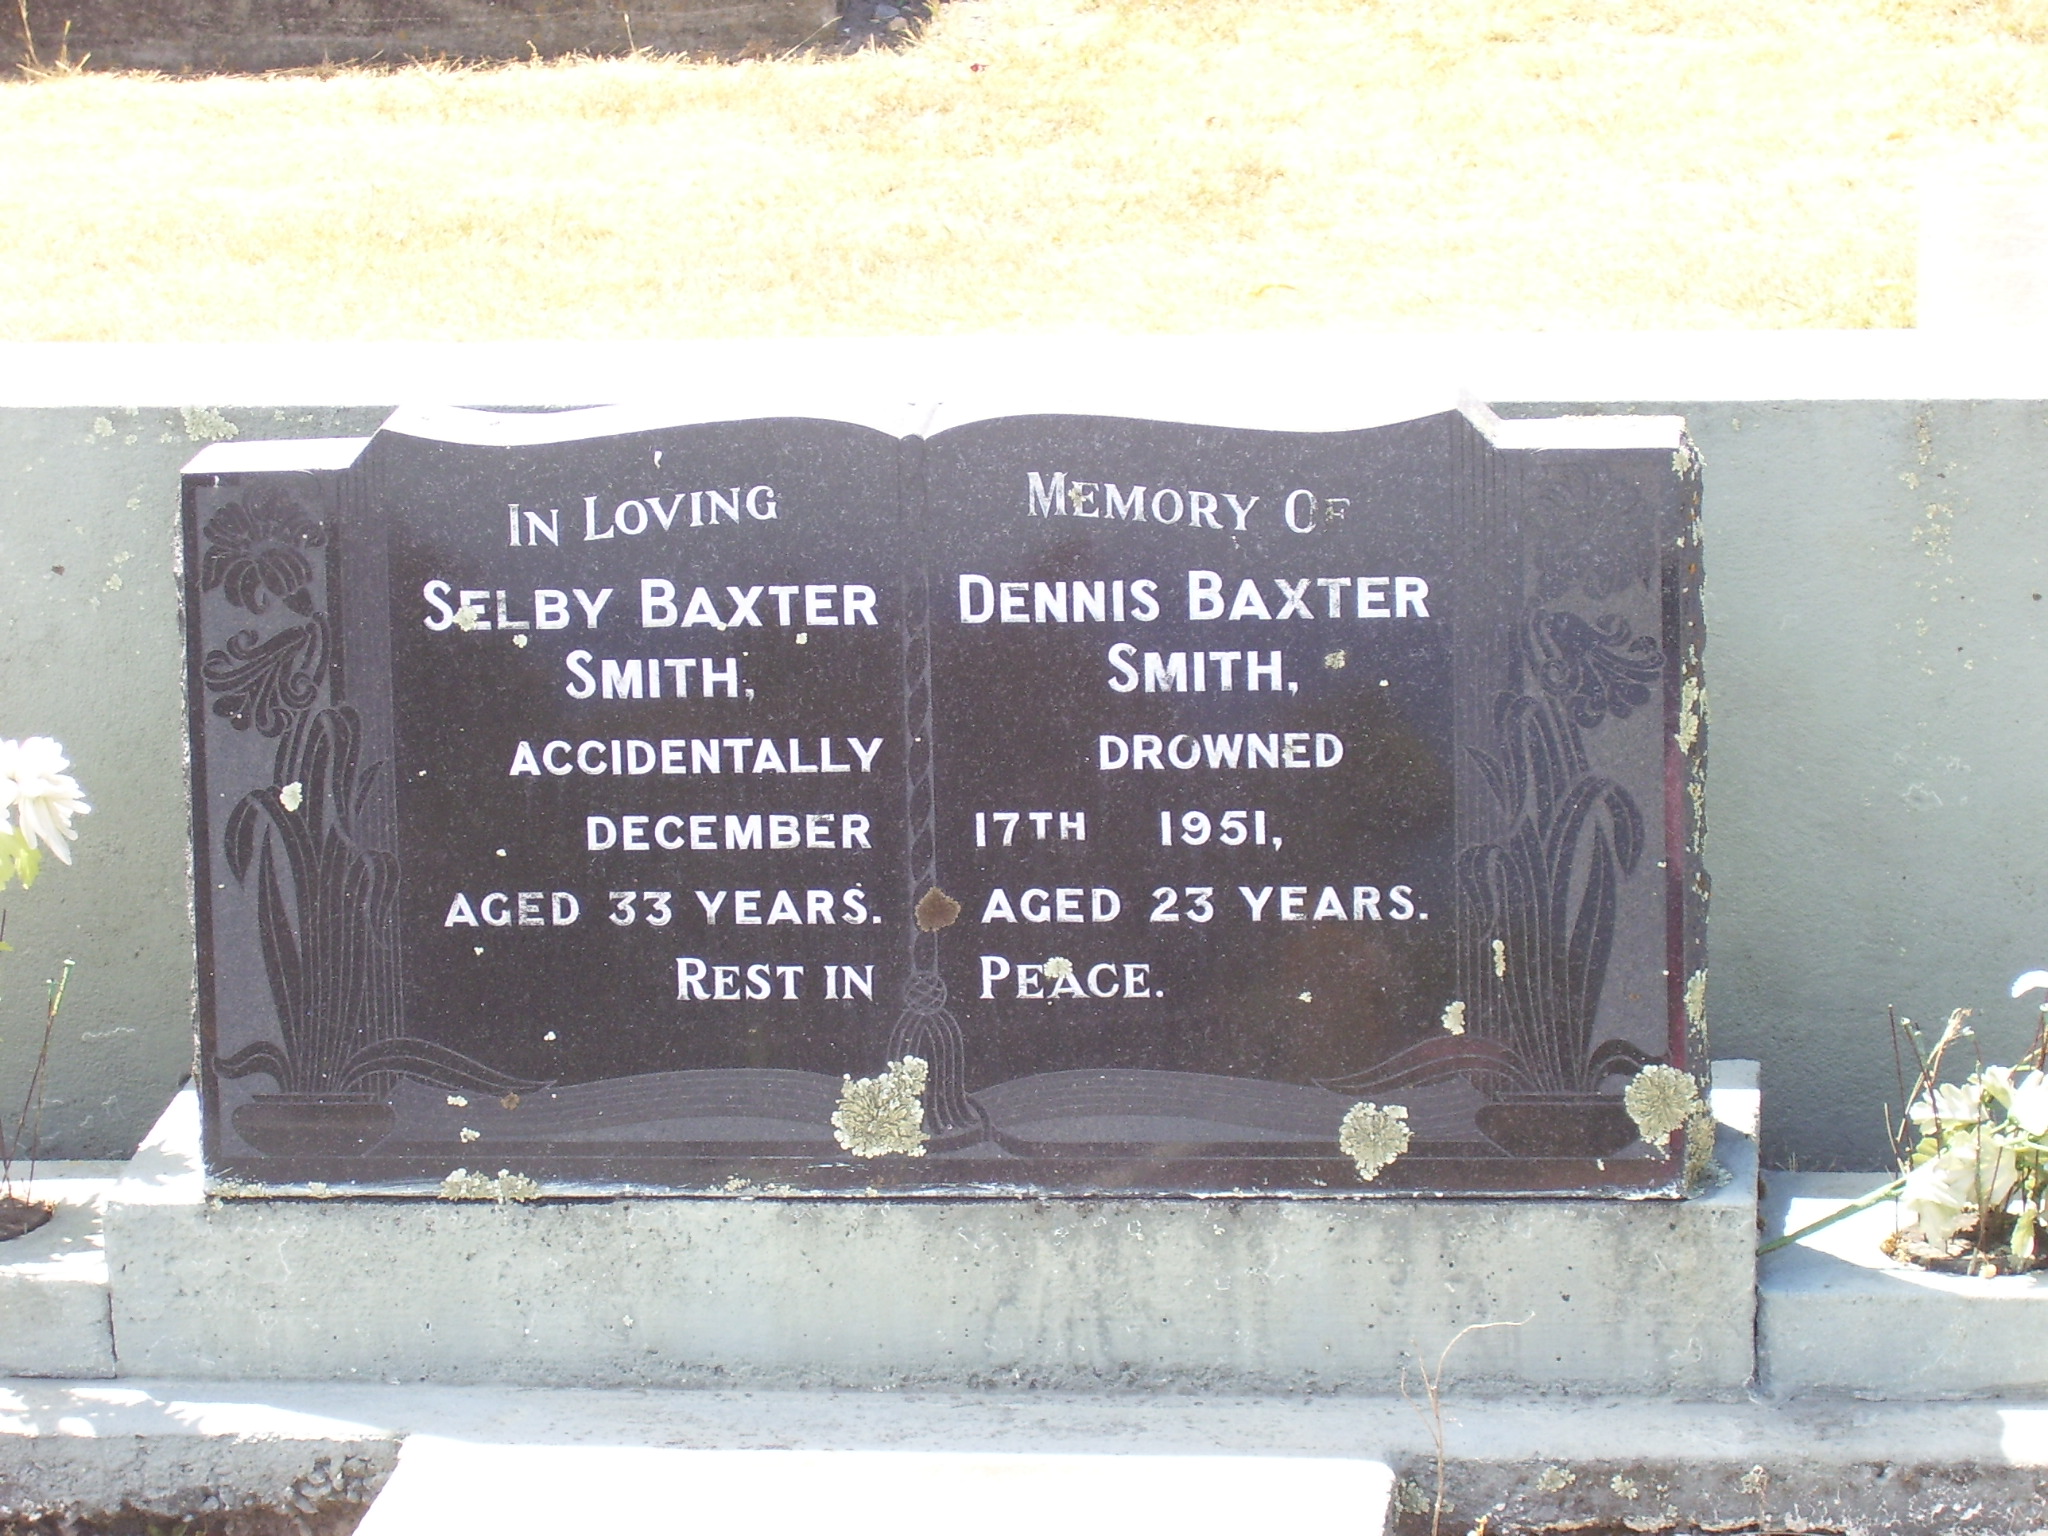 In Loving Memory Of
Selby Baxter Dennis Baxter
Smith, Smith,
ACCIDENTALLY DROWNED
DECEMBER 17TH 1951,
AGED 33 YEARS. AGED 23 YEARS.
Rest in Peace.